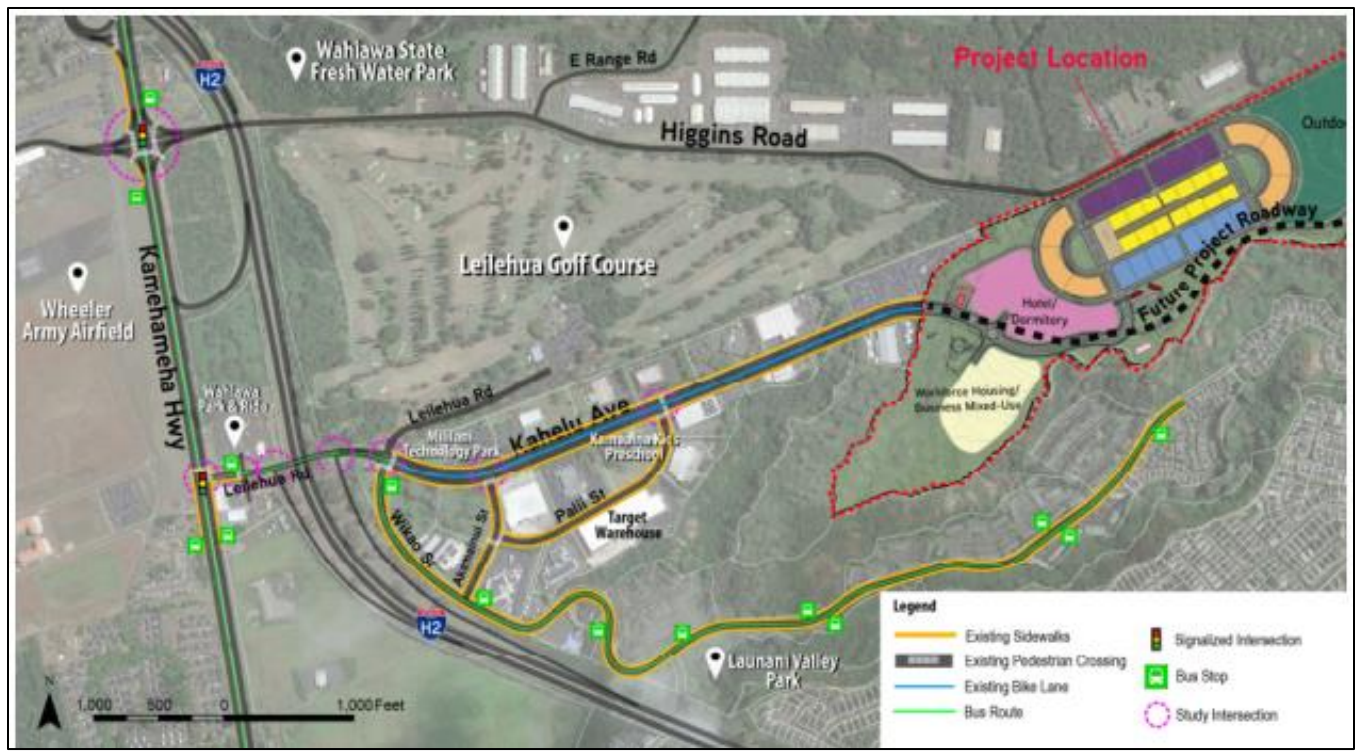 Wahlawa State
Fresh Water Park
H2
E Range Rd
Project Location
Higgins Road
Outdo
Future Project Roadway
Kamehameha Hwy
Wheeler
Army Airfield
Leilehua Golf Course
Hotel/
Dormitory
Workforce Housing/
Business Mixed-Use
Wahlawa
Park & Ride
Leilehua Rd
Leilehua Rd
Mililani
Technology Park
Kahelu Ave
Kamaaina Kids
Preschool
Wikao St
Akamainui St
Palii St
Target
Warehouse
H2
Launani Valley
Park
N
1,000 500 0 1,000 Feet
Legend
Existing Sidewalks
Existing Pedestrian Crossing
Existing Bike Lane
Bus Route
Signalized Intersection
Bus Stop
Study Intersection